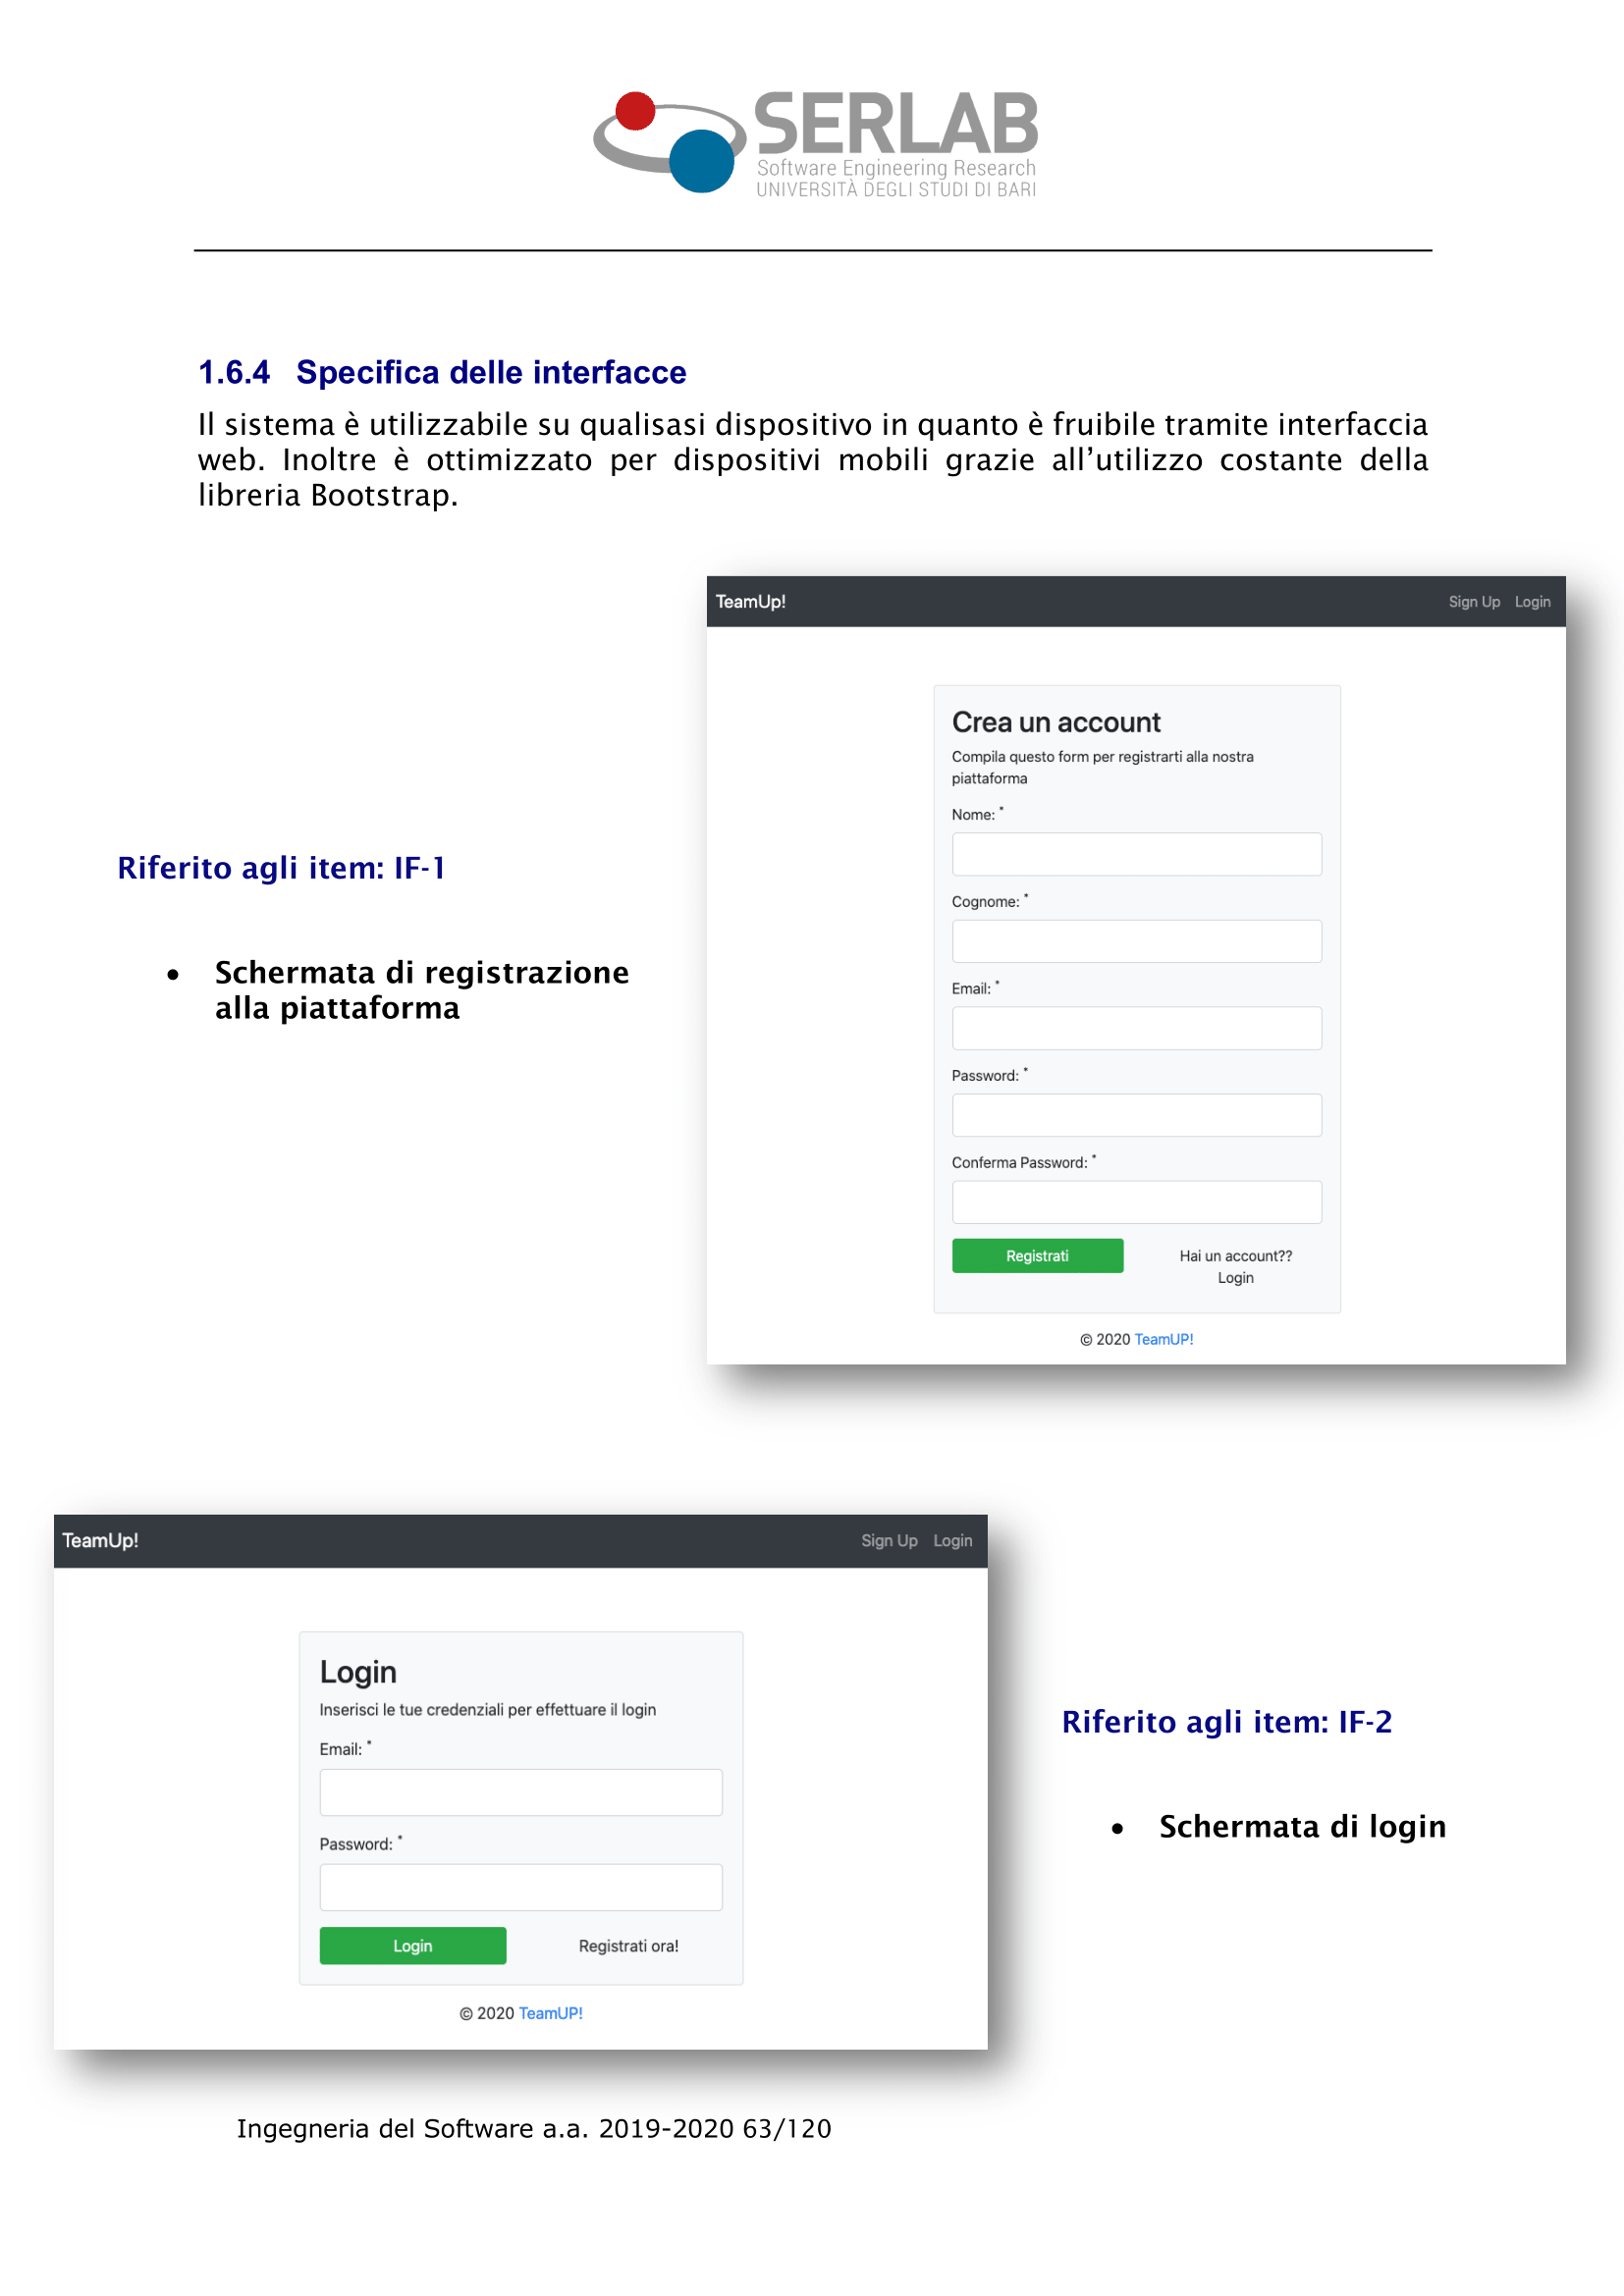 SERLAB
Software Engineering Research
UNIVERSITÀ DEGLI STUDI DI BARI
1.6.4 Specifica delle interfacce
Il sistema è utilizzabile su qualisasi dispositivo in quanto è fruibile tramite interfaccia
web. Inoltre è ottimizzato per dispositivi mobili grazie all’utilizzo costante della
libreria Bootstrap.
Riferito agli item: IF-1
• Schermata di registrazione
alla piattaforma
TeamUp! Sign Up Login
Crea un account
Compila questo form per registrarti alla nostra
piattaforma
Nome: *
Cognome: *
Email: *
Password: *
Conferma Password: *
Registrati Hai un account??
Login
© 2020 TeamUP!
TeamUp! Sign Up Login
Login
Inserisci le tue credenziali per effettuare il login
Email: *
Password: *
Login Registrati ora!
© 2020 TeamUP!
Riferito agli item: IF-2
• Schermata di login
Ingegneria del Software a.a. 2019-2020 63/120